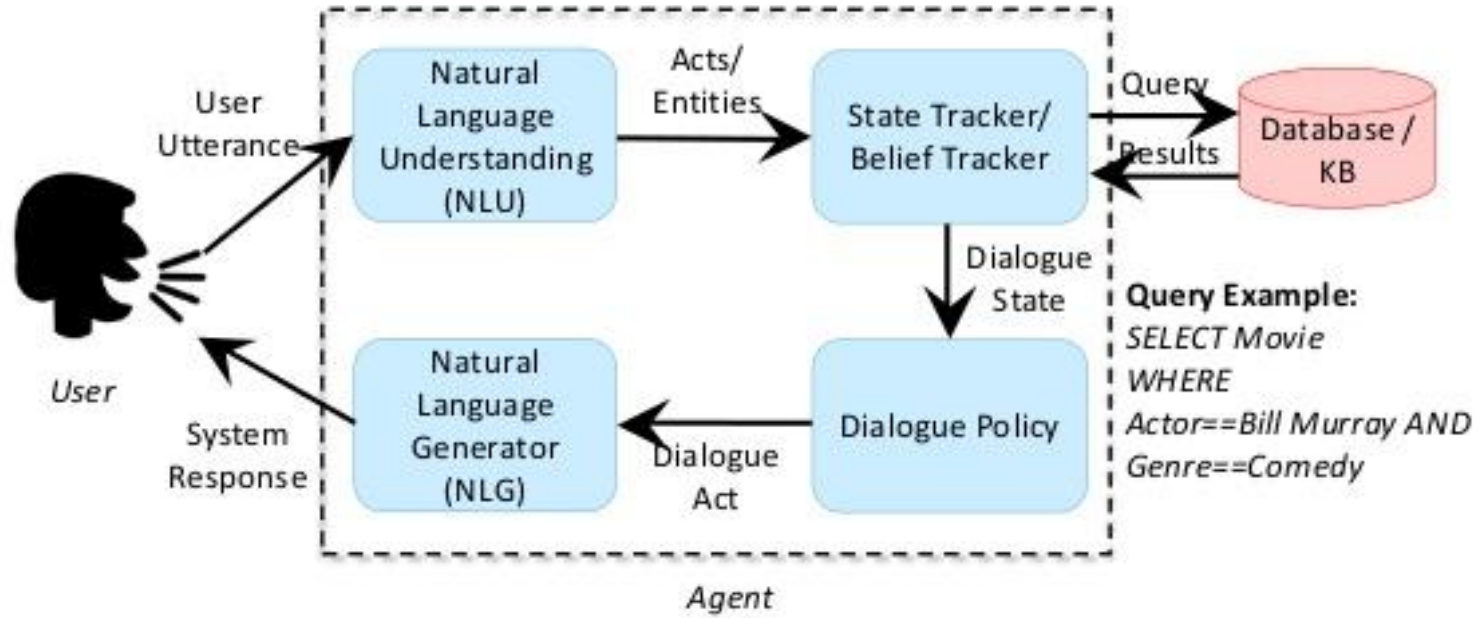 User
Utterance
Natural
Language
Understanding
(NLU)
Acts/
Entities
State Tracker/
Belief Tracker
Query
Results
Database /
KB
Dialogue
State
Query Example:
SELECT Movie
WHERE
Actor==Bill Murray AND
Genre==Comedy
User
System
Response
Natural
Language
Generator
(NLG)
Dialogue
Act
Dialogue Policy
Agent